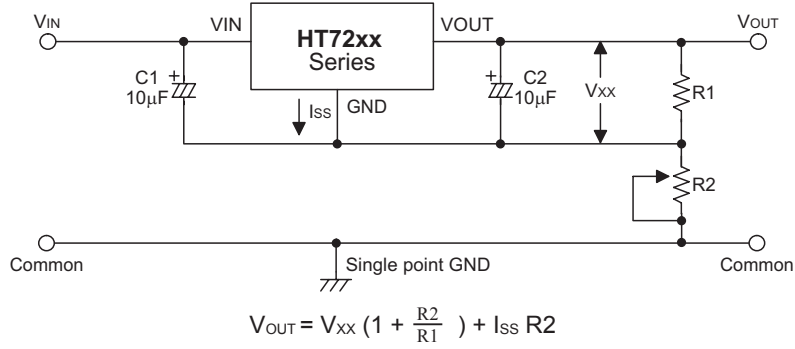 VIN
VIN
HT72xx
Series
VOUT
VOUT
C1
10μF
+
ISS
GND
+
C2
10μF
VXX
R1
R2
Common
Single point GND
Common
VOUT = VXX (1 + R2/R1 ) + ISS R2